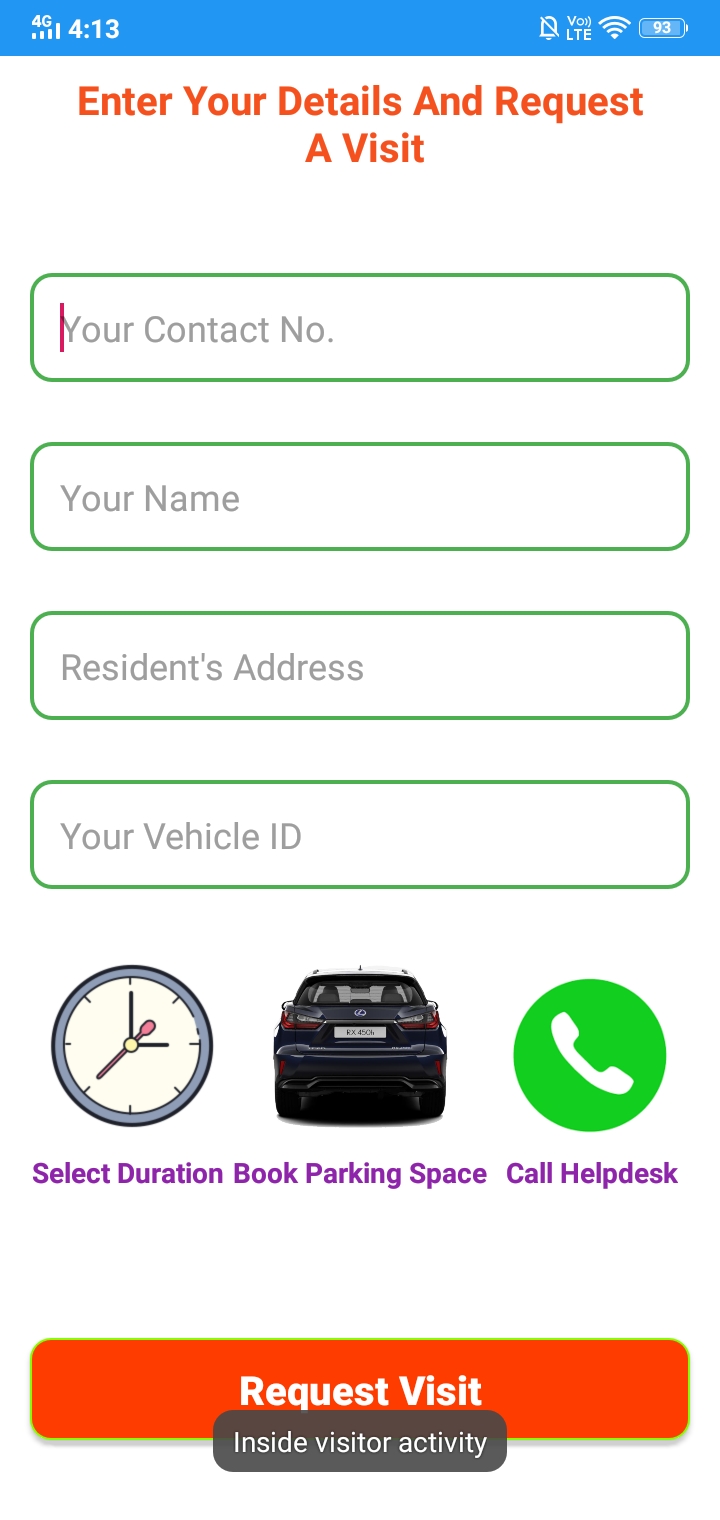 4G 4:13 Vo)) LTE 93
Enter Your Details And Request
A Visit
Your Contact No.
Your Name
Resident's Address
Your Vehicle ID
RX 450h
Select Duration Book Parking Space Call Helpdesk
Request Visit
Inside visitor activity